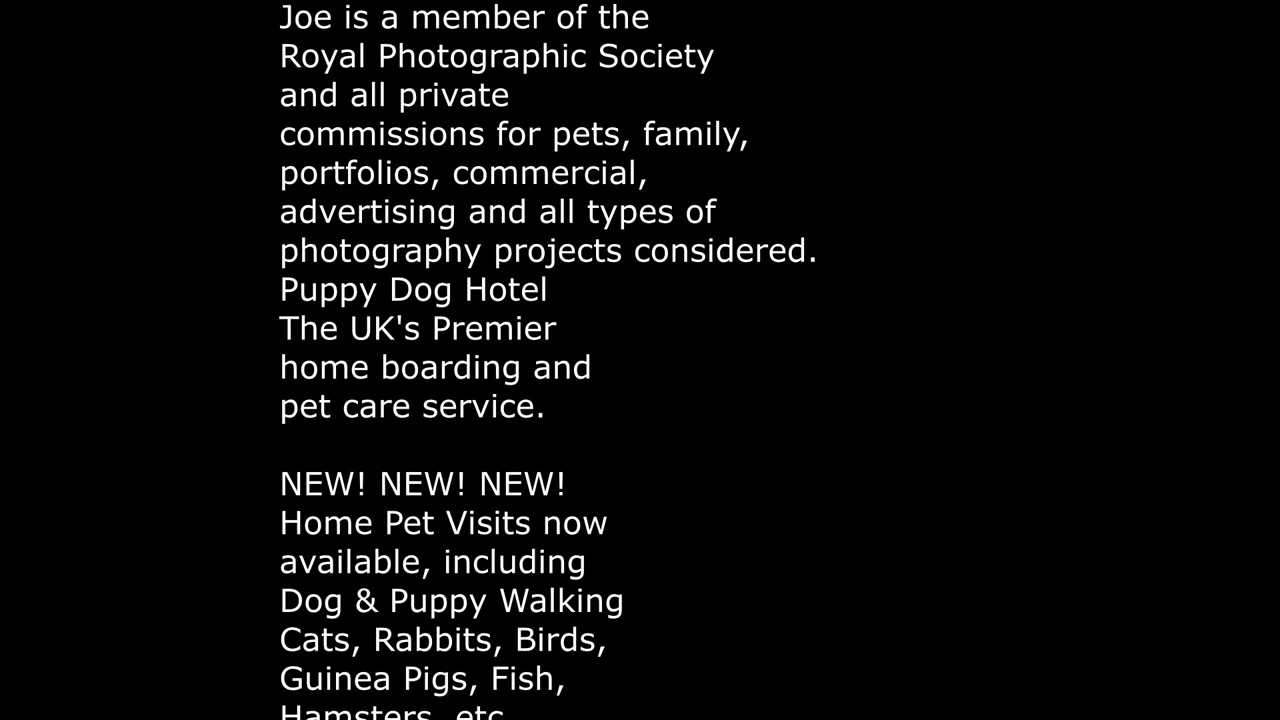 Joe is a member of the
Royal Photographic Society
and all private
commissions for pets, family,
portfolios, commercial,
advertising and all types of
photography projects considered.
Puppy Dog Hotel
The UK's Premier
home boarding and
pet care service.
NEW! NEW! NEW!
Home Pet Visits now
available, including
Dog & Puppy Walking
Cats, Rabbits, Birds,
Guinea Pigs, Fish,
Hamsters, etc